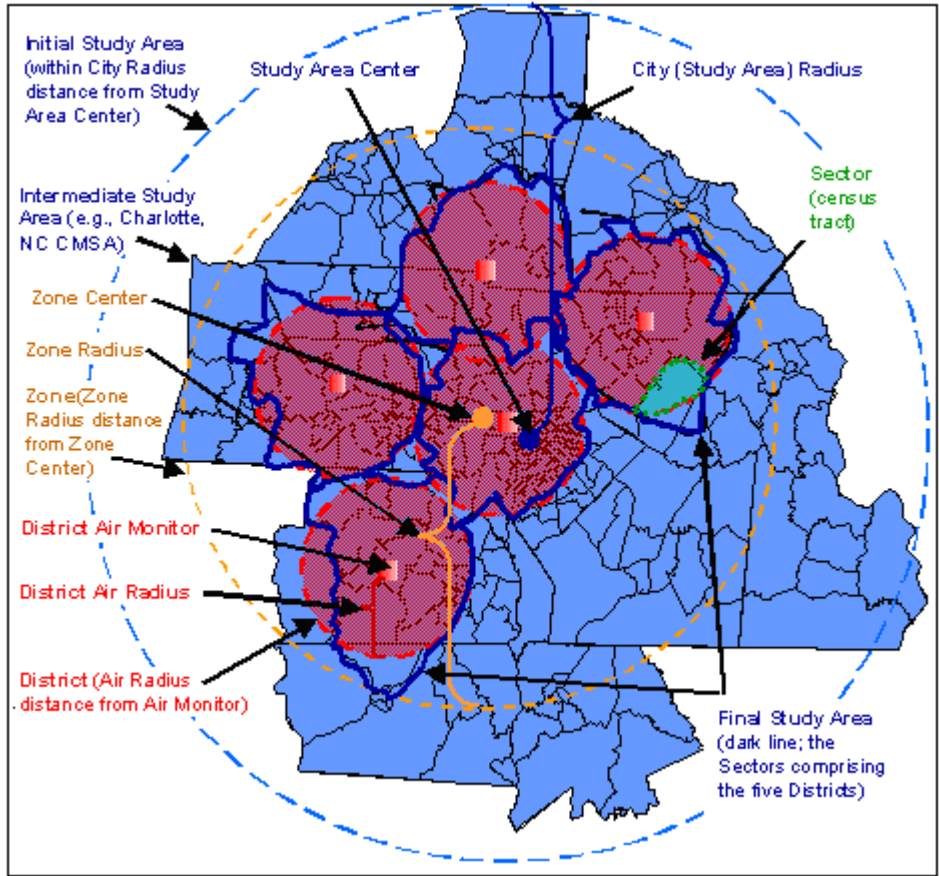 Initial Study Area
(within City Radius
distance from Study
Area Center)
Study Area Center
City (Study Area) Radius
Sector
(census
tract)
Intermediate Study
Area (e.g., Charlotte,
NC CMSA)
Zone Center
Zone Radius
Zone(Zone
Radius distance
from Zone
Center)
District Air Monitor
District Air Radius
District (Air Radius
distance from Air Monitor)
Final Study Area
(dark line; the
Sectors comprising
the five Districts)